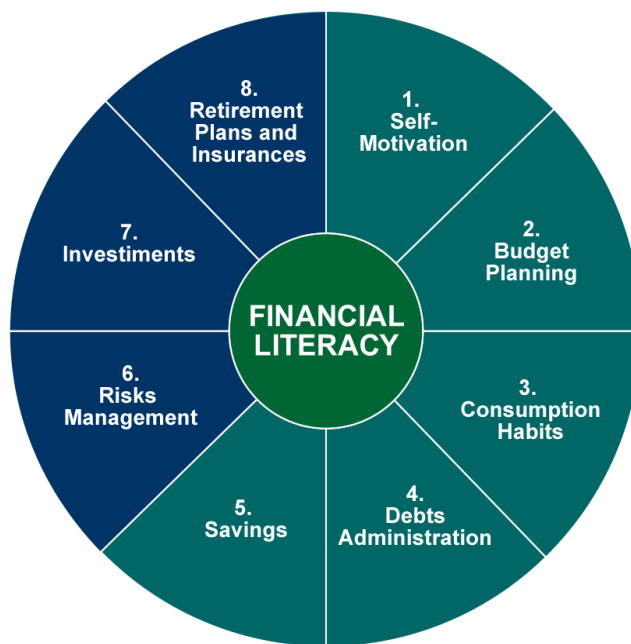 FINANCIAL
LITERACY
1.
Self-
Motivation
2.
Budget
Planning
3.
Consumption
Habits
4.
Debts
Administration
5.
Savings
6.
Risks
Management
7.
Investiments
8.
Retirement
Plans and
Insurances